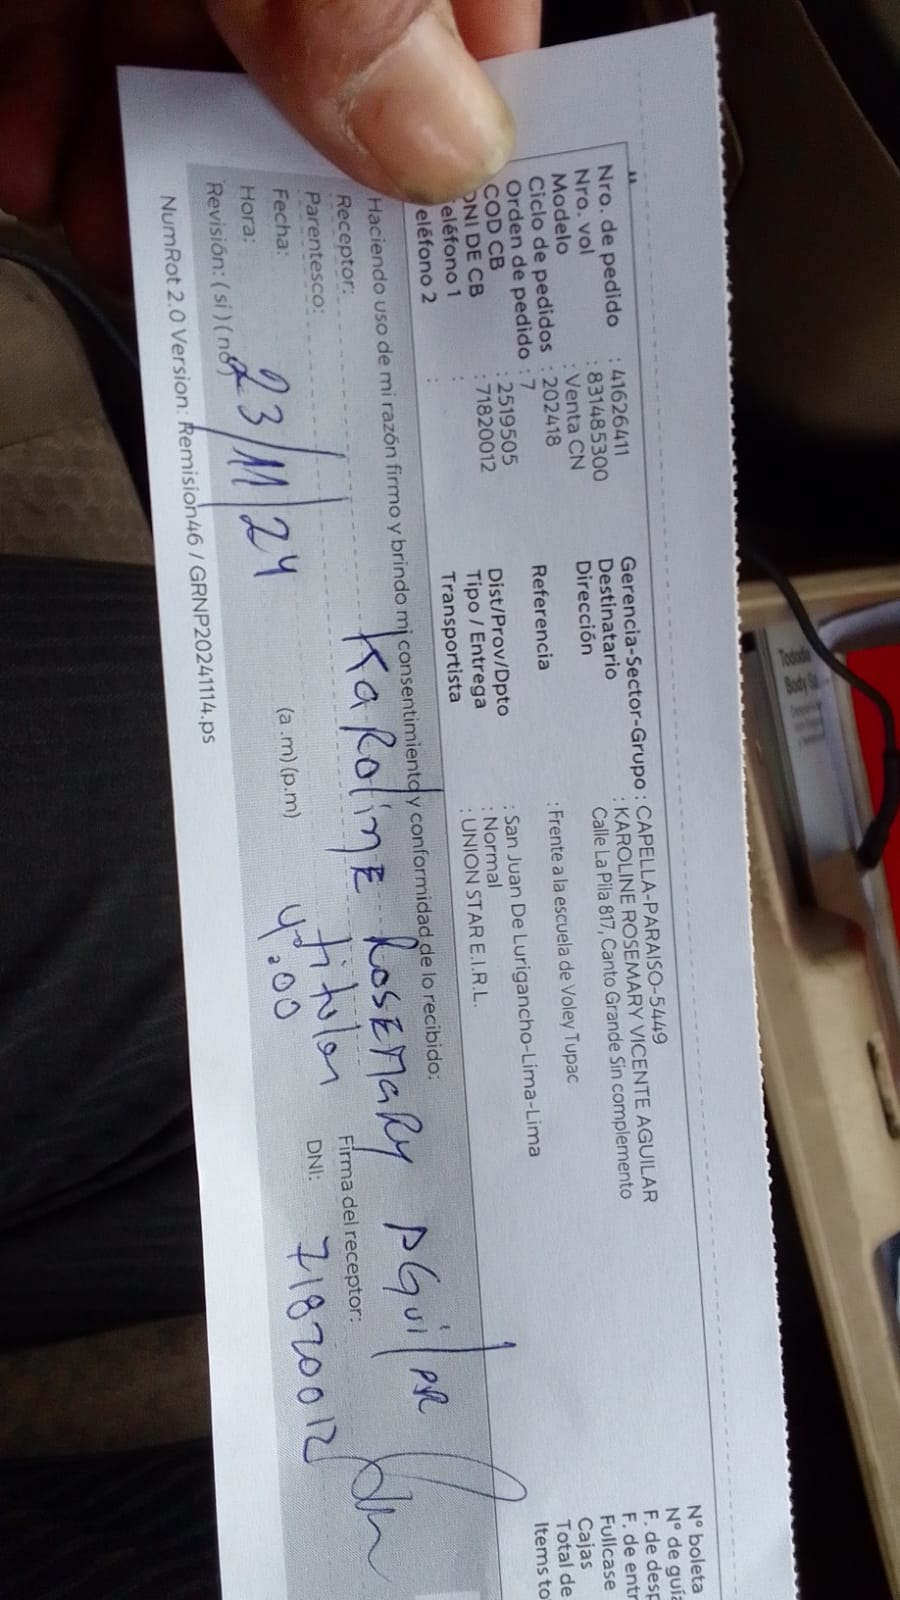 Nro. de pedido : 41626411
Nro. vol : 831485300
Modelo : Venta CN
Ciclo de pedidos : 202418
Orden de pedido : 7
COD CB : 2519505
DNI DE CB : 71820012
eléfono 1 :
eléfono 2 :
Gerencia-Sector-Grupo : CAPELLA-PARAISO-5449
Destinatario : KAROLINE ROSEMARY VICENTE AGUILAR
Dirección Calle La Pila 817, Canto Grande Sin complemento
Referencia : Frente a la escuela de Voley Tupac
Dist/Prov/Dpto : San Juan De Lurigancho-Lima-Lima
Tipo / Entrega : Normal
Transportista : UNION STAR E.I.R.L.
N° boleta
N° de guía
F. de desp
F. de entr
Fullcase
Cajas
Total de
Items to
Haciendo uso de mi razón firmo y brindo mi consentimiento y conformidad de lo recibido:
Receptor: KaRolinE RosEMaRy AGuilAR Firma del receptor:
Parentesco: titular DNI: 71820012
Fecha: 23/11/24
Hora: (a .m) (p.m) 4:00
Revisión: ( si ) ( no)
NumRot 2.0 Version: Remision46 / GRNP20241114.ps
Tododia
Body